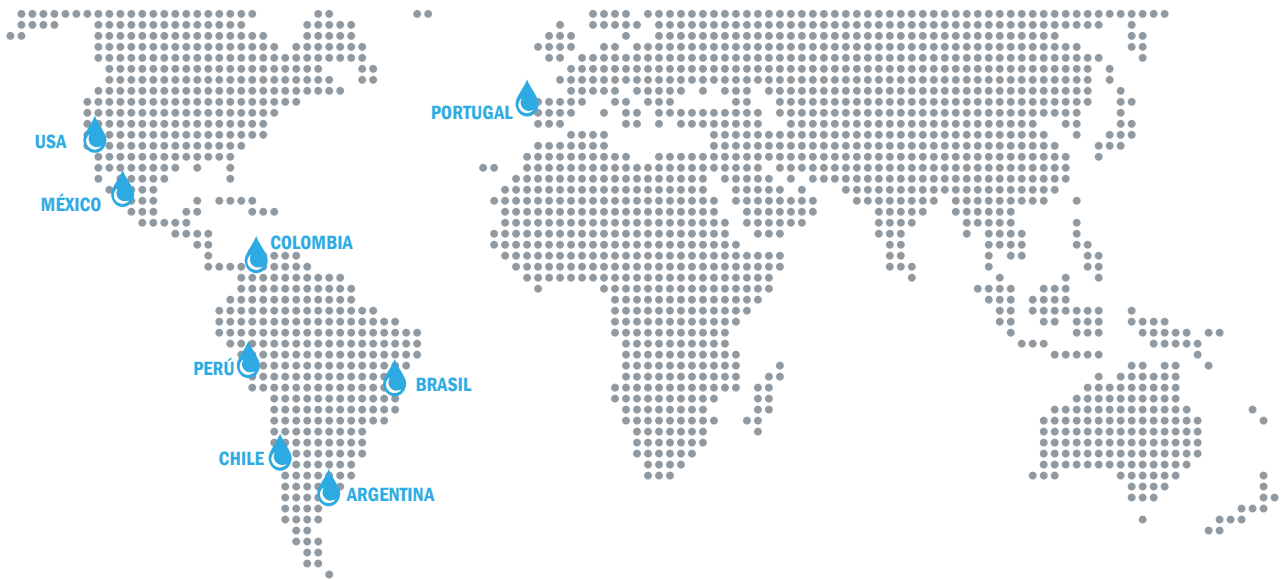 PORTUGAL
USA
MÉXICO
COLOMBIA
PERÚ
BRASIL
CHILE
ARGENTINA